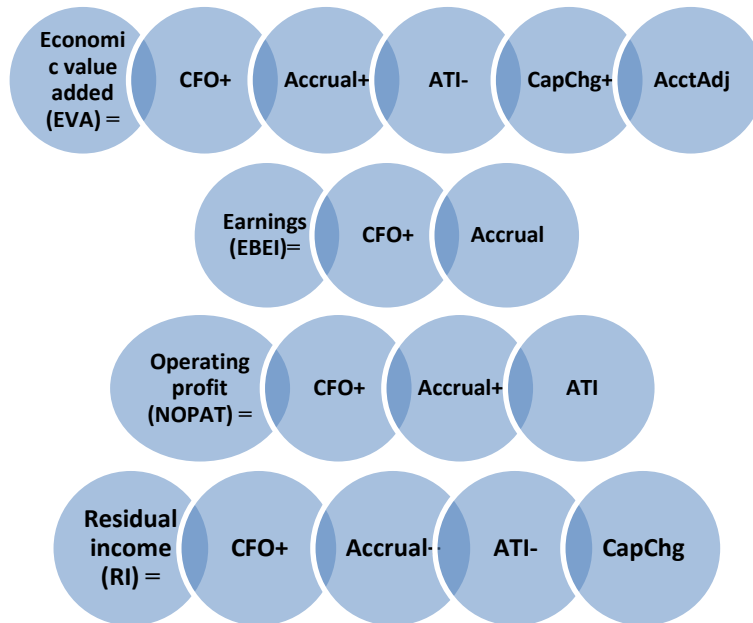 Economi
c value
added
(EVA) =
CFO+
Accrual+
ATI-
CapChg+
AcctAdj
Earnings
(EBEI)=
CFO+
Accrual
Operating
profit
(NOPAT) =
CFO+
Accrual+
ATI
Residual
income
(RI) =
CFO+
Accrual+
ATI-
CapChg